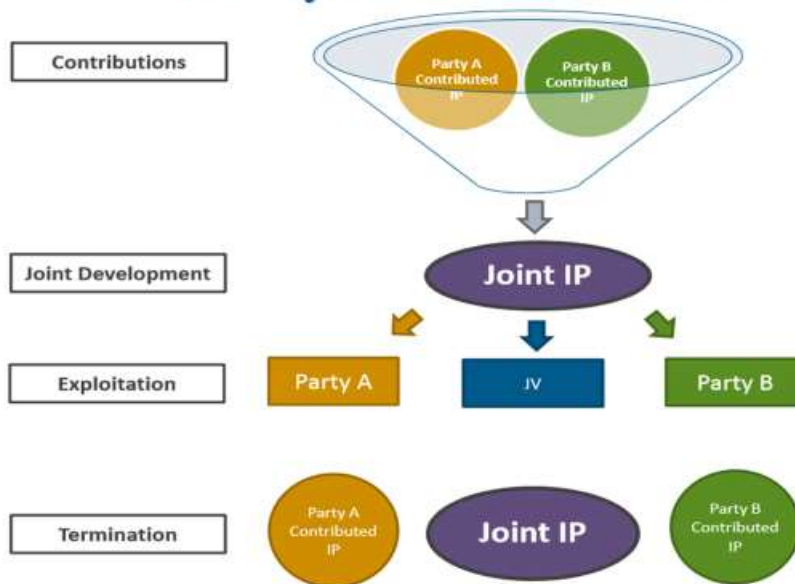 Contributions
Party A
Contributed
IP
Party B
Contributed
IP
Joint Development
Joint IP
Exploitation
Party A
JV
Party B
Termination
Party A
Contributed
IP
Joint IP
Party B
Contributed
IP